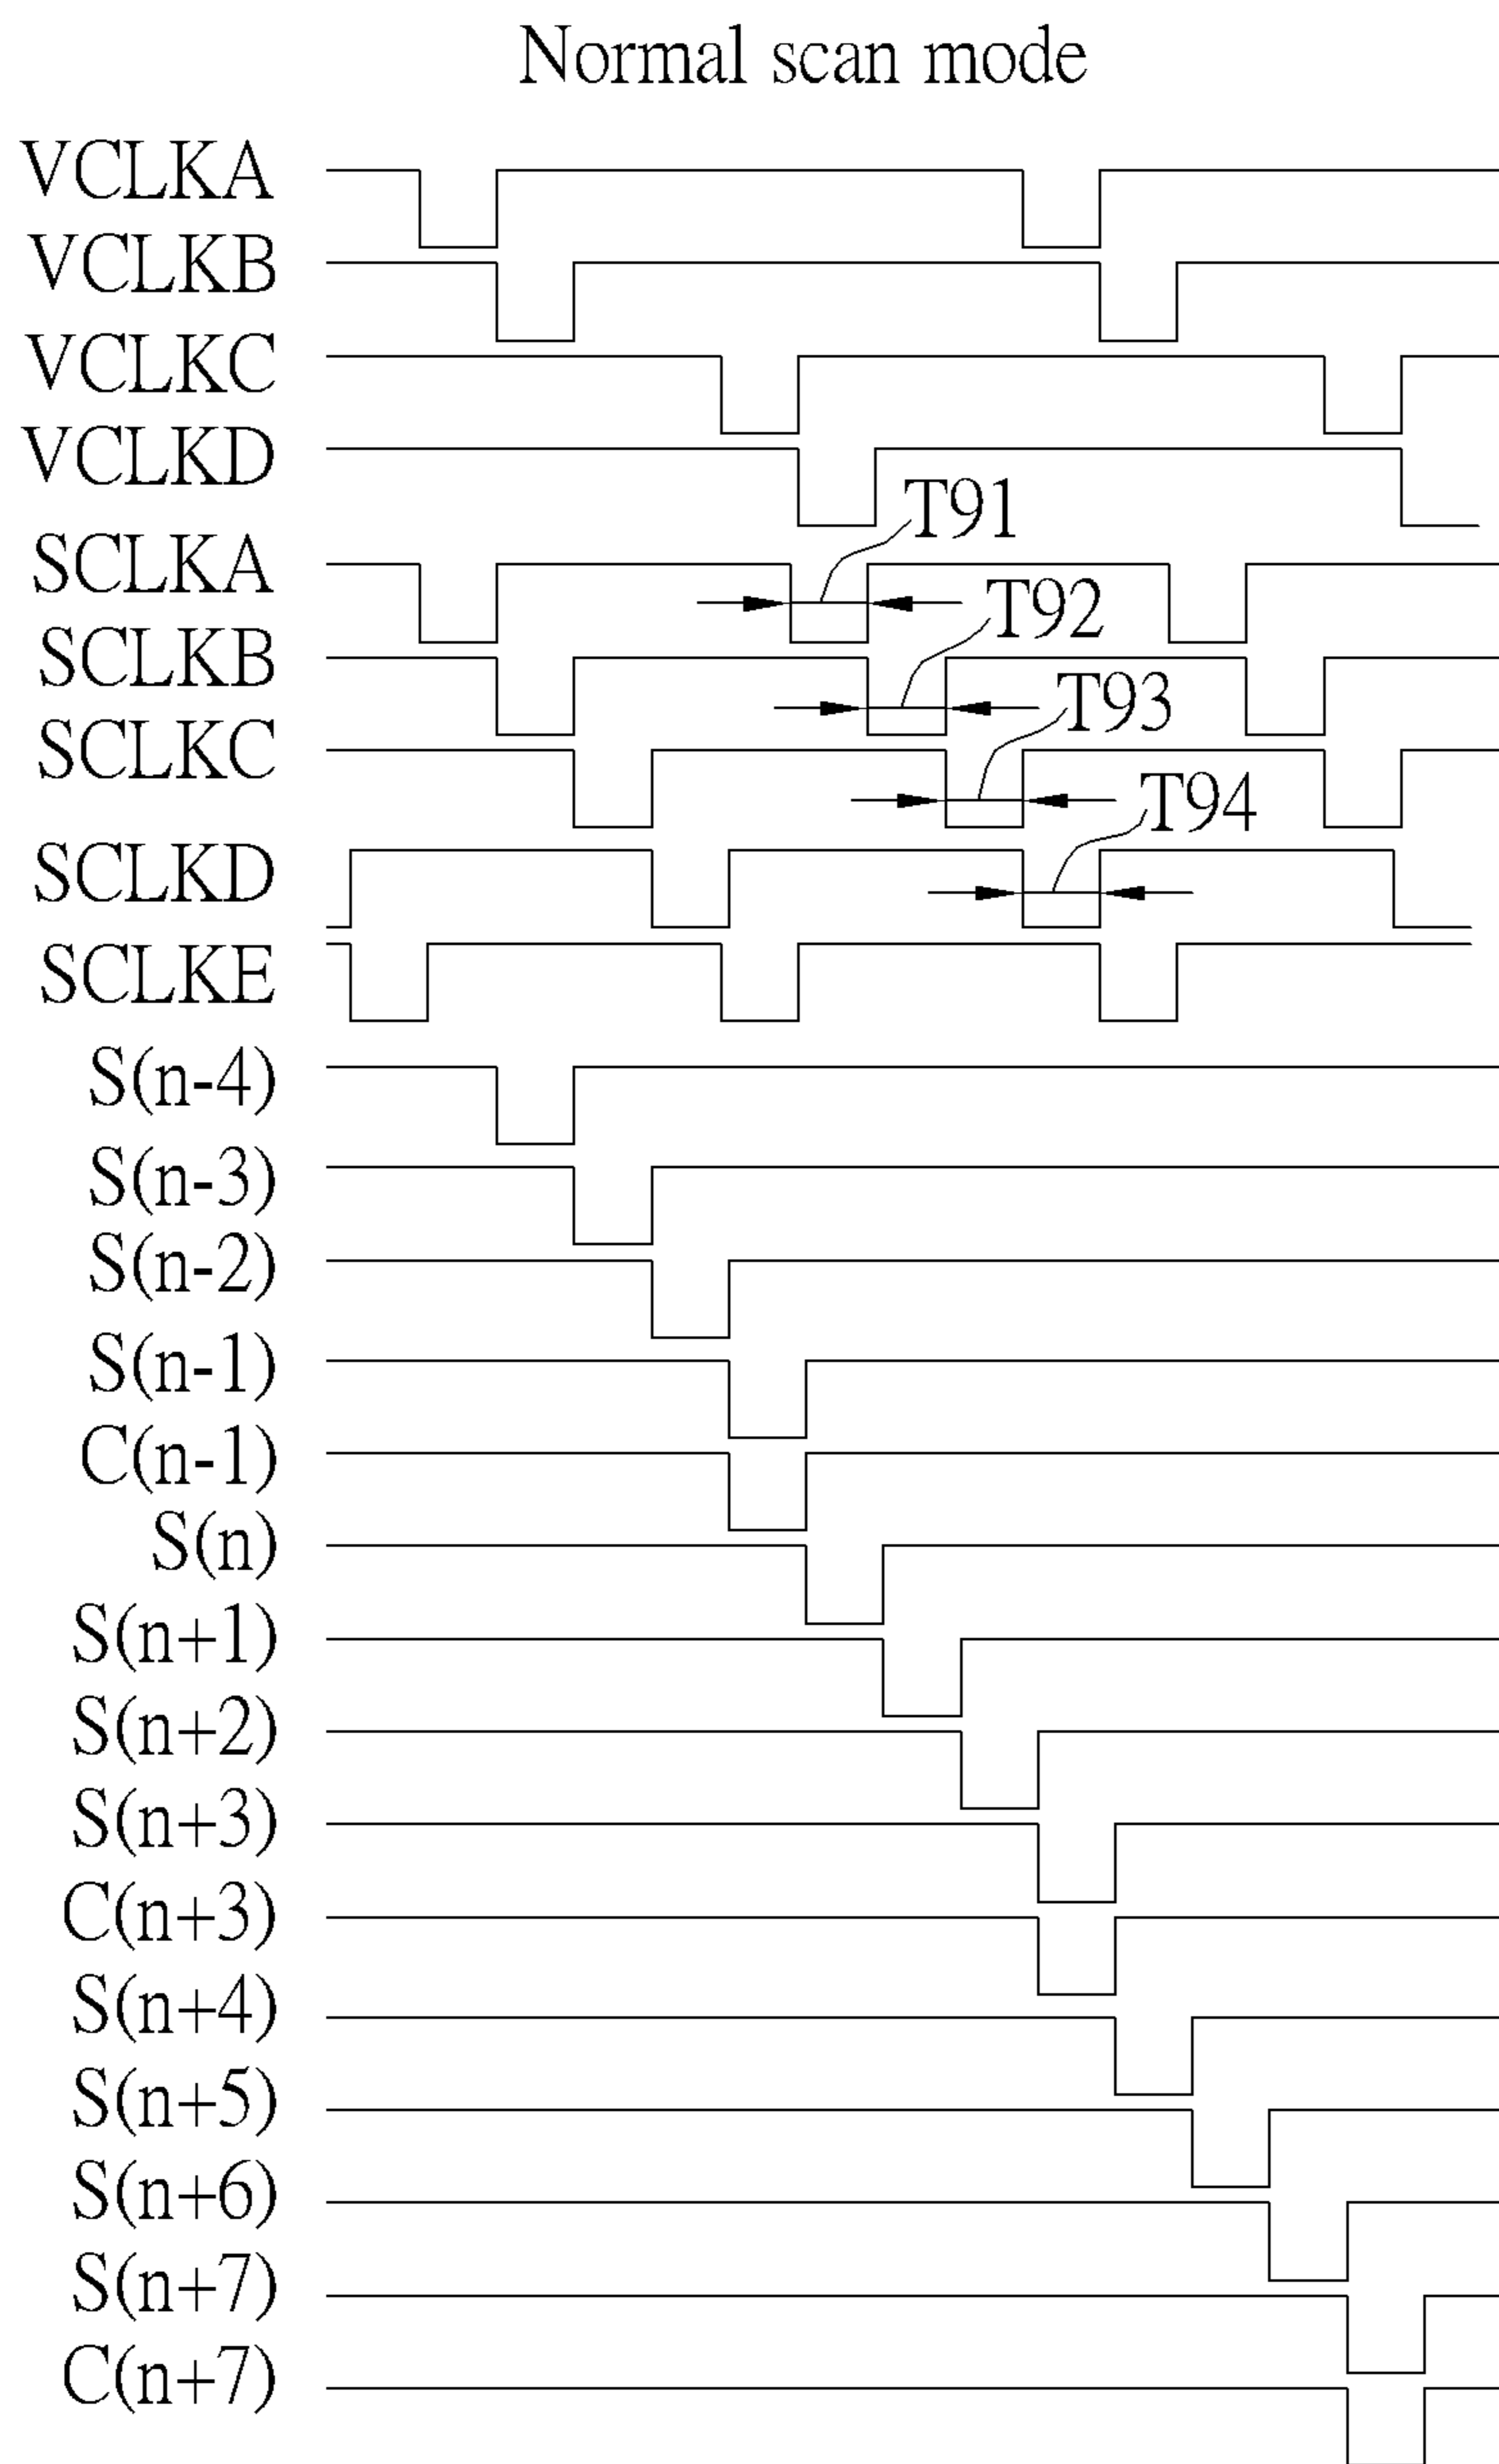 Normal scan mode
VCLKA
VCLKB
VCLKC
VCLKD
T91
SCLKA
T92
SCLKB
T93
SCLKC
T94
SCLKD
SCLKE
S(n-4)
S(n-3)
S(n-2)
S(n-1)
C(n-1)
S(n)
S(n+1)
S(n+2)
S(n+3)
C(n+3)
S(n+4)
S(n+5)
S(n+6)
S(n+7)
C(n+7)